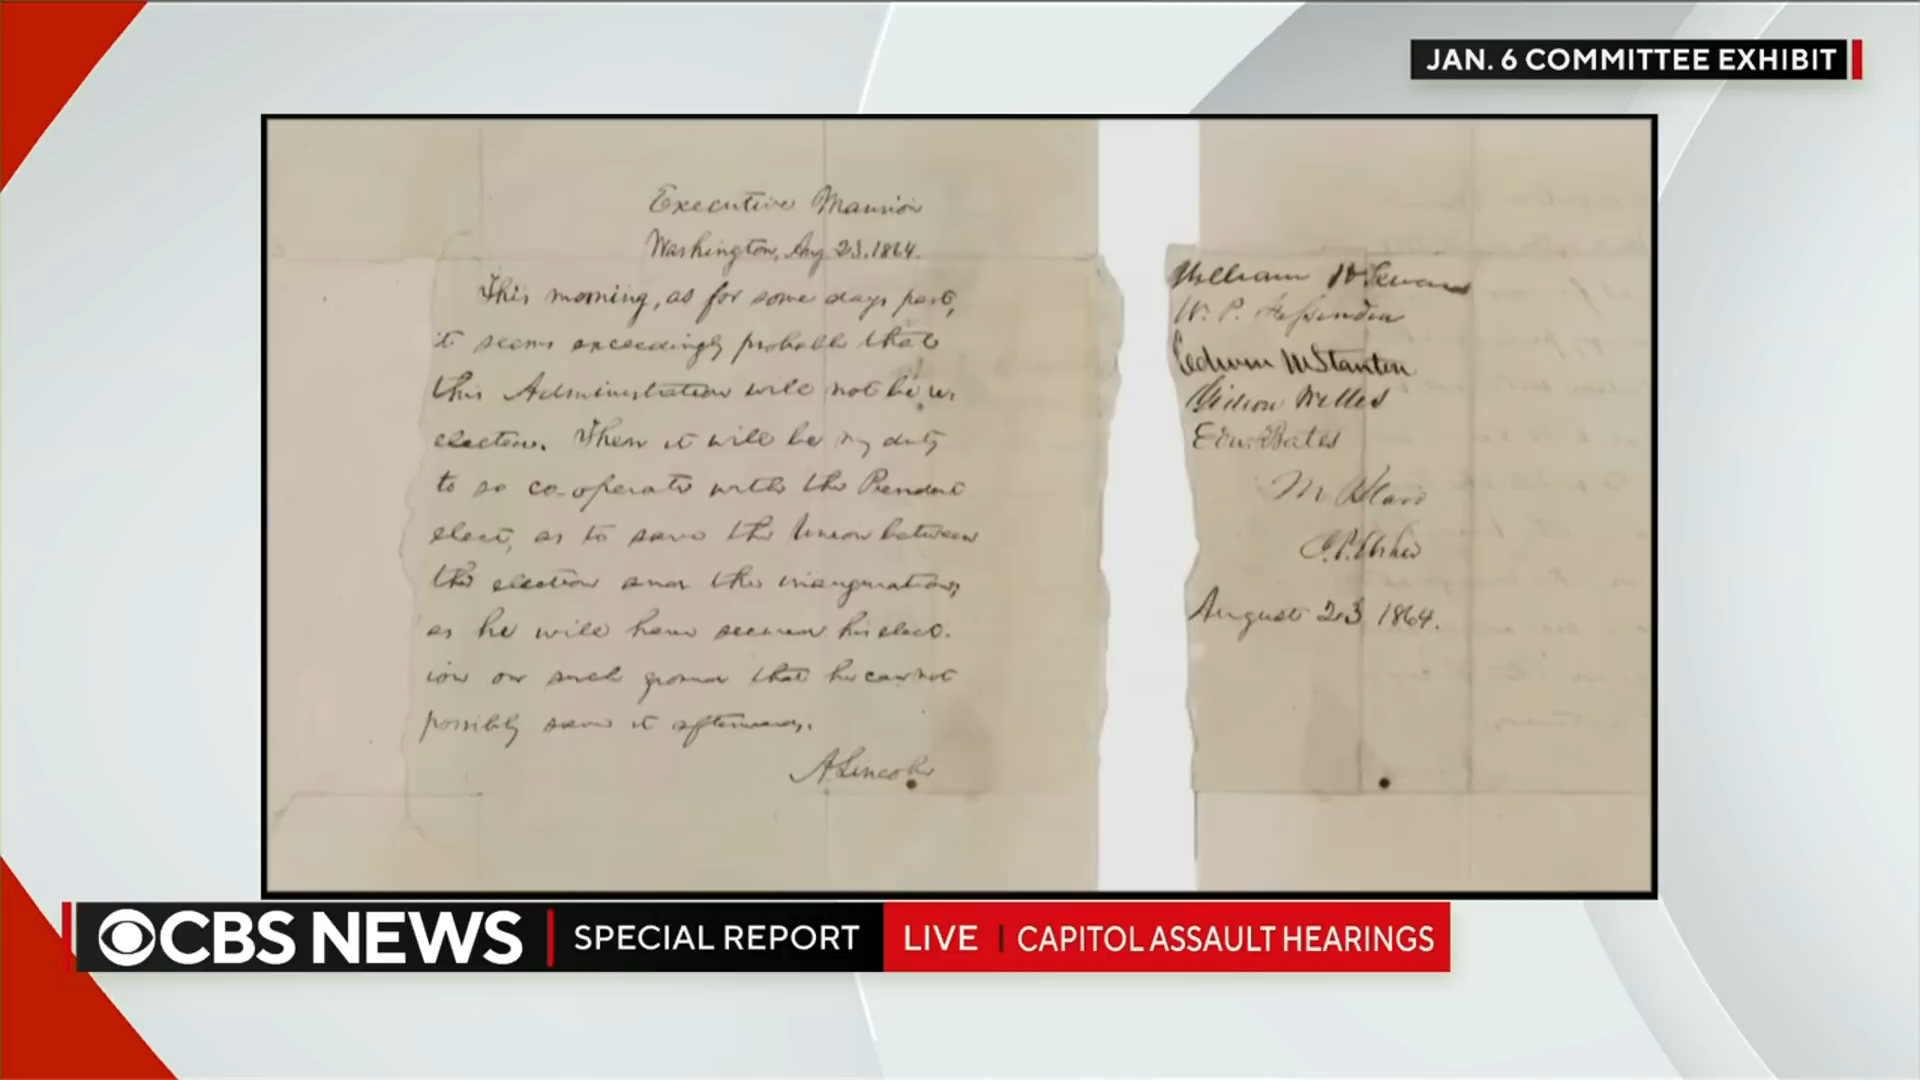 JAN. 6 COMMITTEE EXHIBIT
Executive Mansion
Washington, Aug 23. 1864.
This morning, as for some days past,
it seems exceedingly probable that
this Administration will not be re-
elected. Then it will be my duty
to so co-operate with the President
elect, as to save the Union between
the election and the inauguration;
as he will have secured his elect-
ion on such ground that he cannot
possibly save it afterwards.
A. Lincoln
William H Seward
W. P. Fessenden
Edwin M Stanton
Gideon Welles
Edwd Bates
M Blair
J. P. Usher
August 23 1864.
CBS NEWS SPECIAL REPORT LIVE CAPITOL ASSAULT HEARINGS